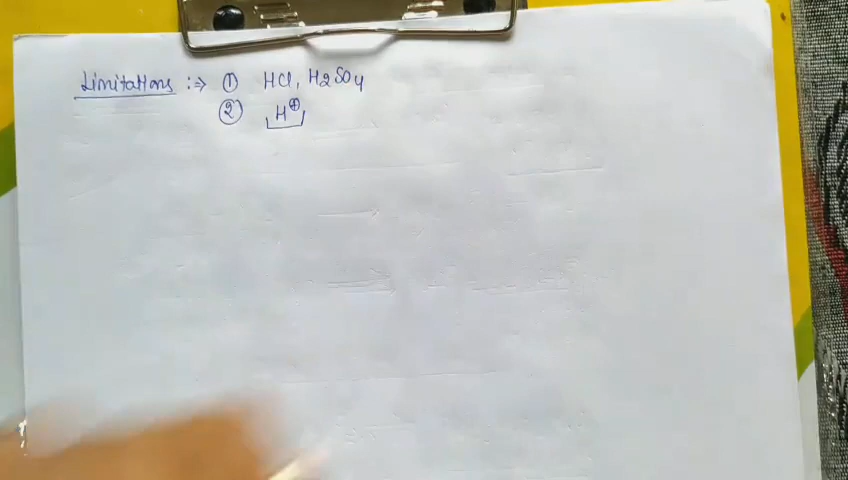 Limitations :⇒ ① HCl, H₂SO₄
② H⊕